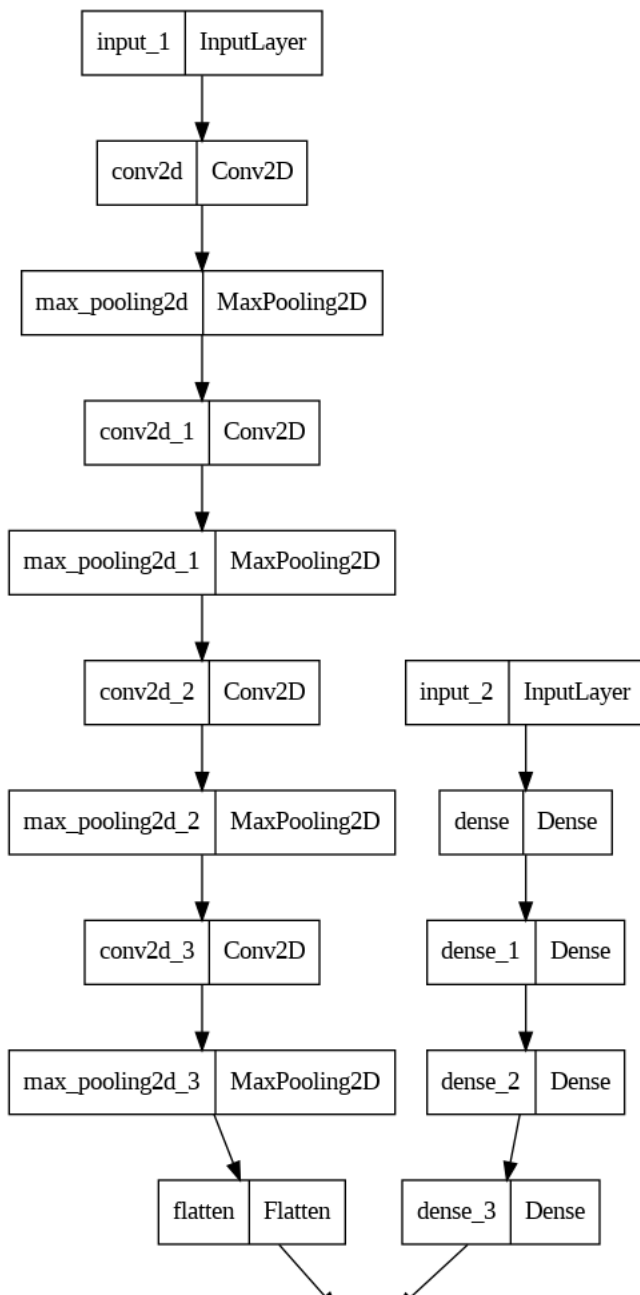 input_1 InputLayer
conv2d Conv2D
max_pooling2d MaxPooling2D
conv2d_1 Conv2D
max_pooling2d_1 MaxPooling2D
conv2d_2 Conv2D
input_2 InputLayer
max_pooling2d_2 MaxPooling2D
dense Dense
conv2d_3 Conv2D
dense_1 Dense
max_pooling2d_3 MaxPooling2D
dense_2 Dense
flatten Flatten
dense_3 Dense